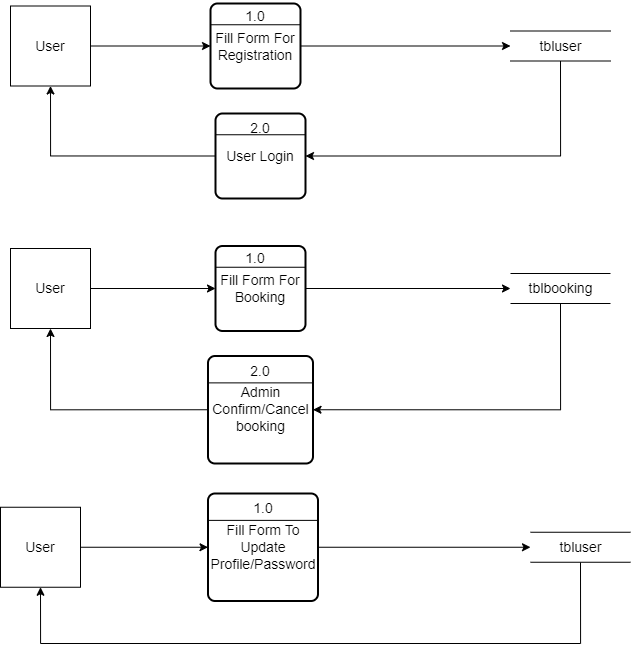 1.0
User
Fill Form For
Registration
tbluser
2.0
User Login
1.0
User
Fill Form For
Booking
tblbooking
2.0
Admin
Confirm/Cancel
booking
1.0
User
Fill Form To
Update
Profile/Password
tbluser